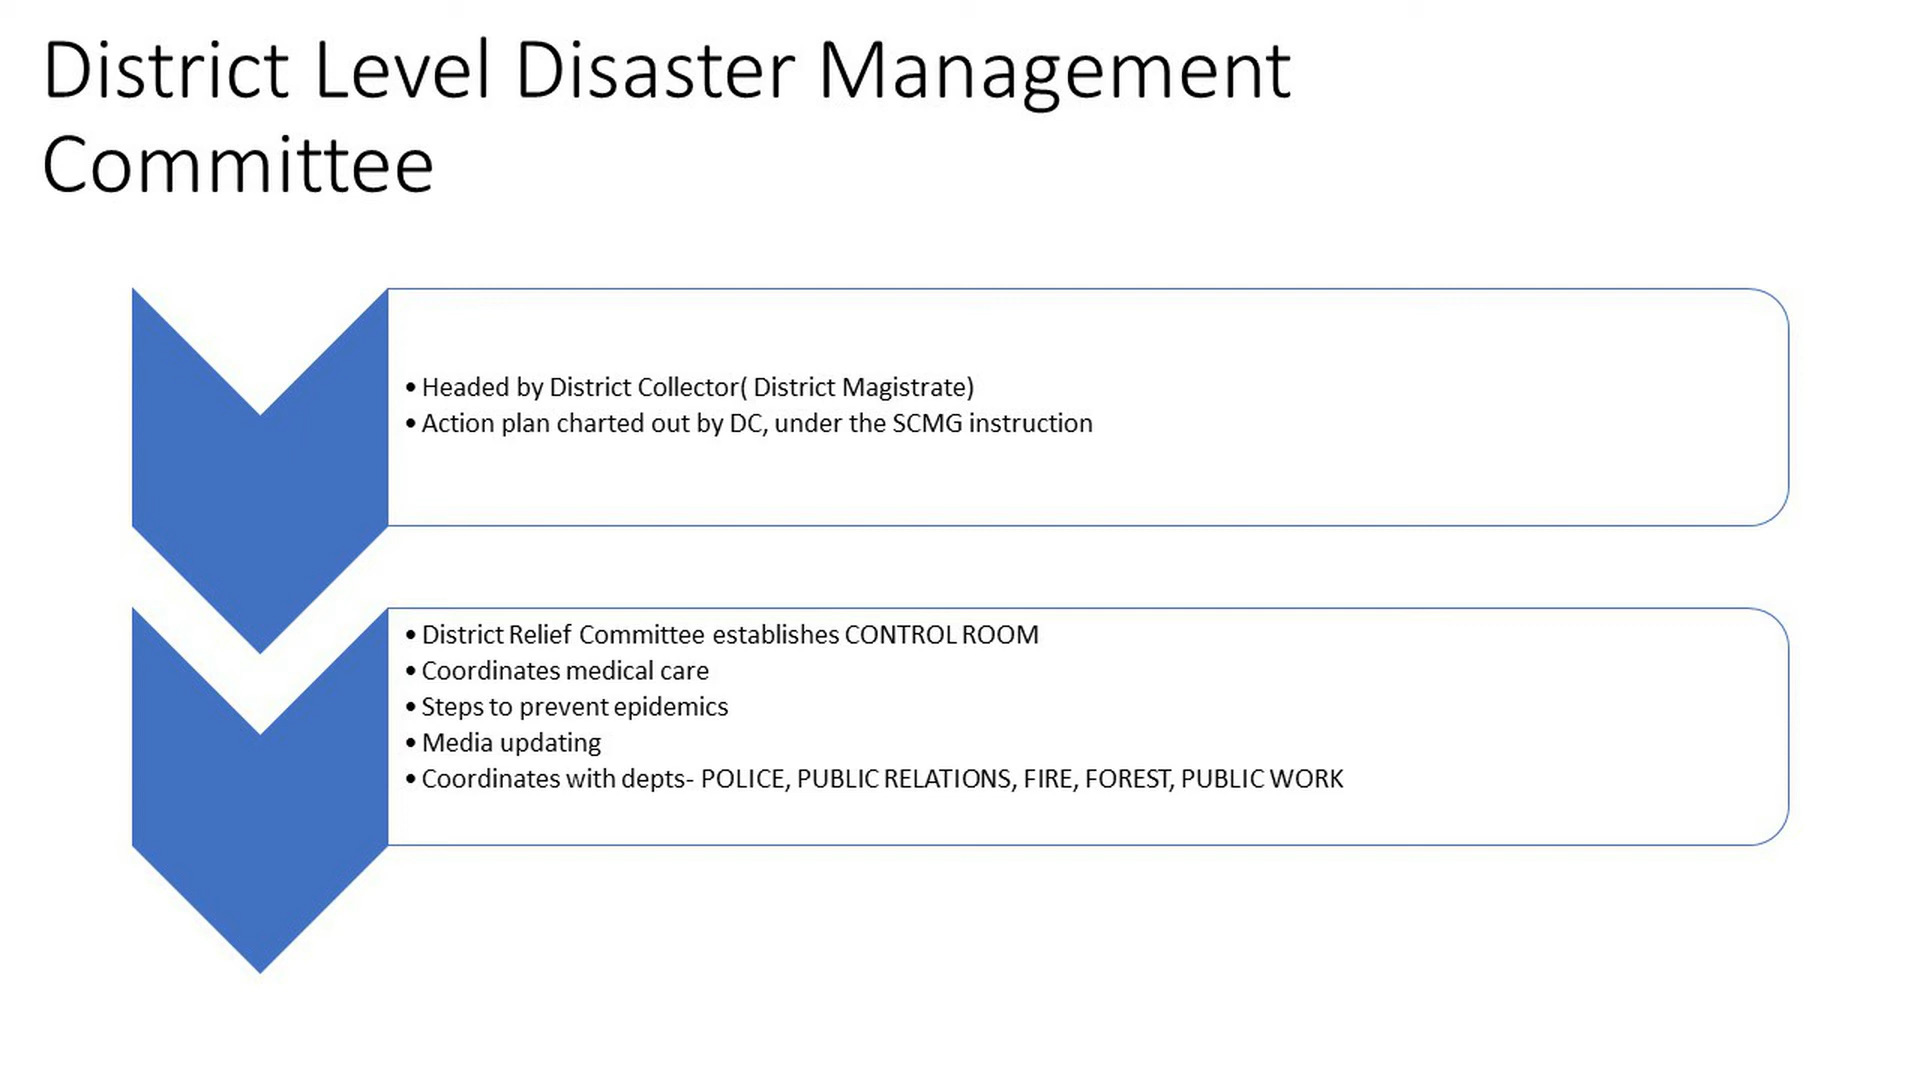 District Level Disaster Management
Committee
• Headed by District Collector( District Magistrate)
• Action plan charted out by DC, under the SCMG instruction
• District Relief Committee establishes CONTROL ROOM
• Coordinates medical care
• Steps to prevent epidemics
• Media updating
• Coordinates with depts- POLICE, PUBLIC RELATIONS, FIRE, FOREST, PUBLIC WORK